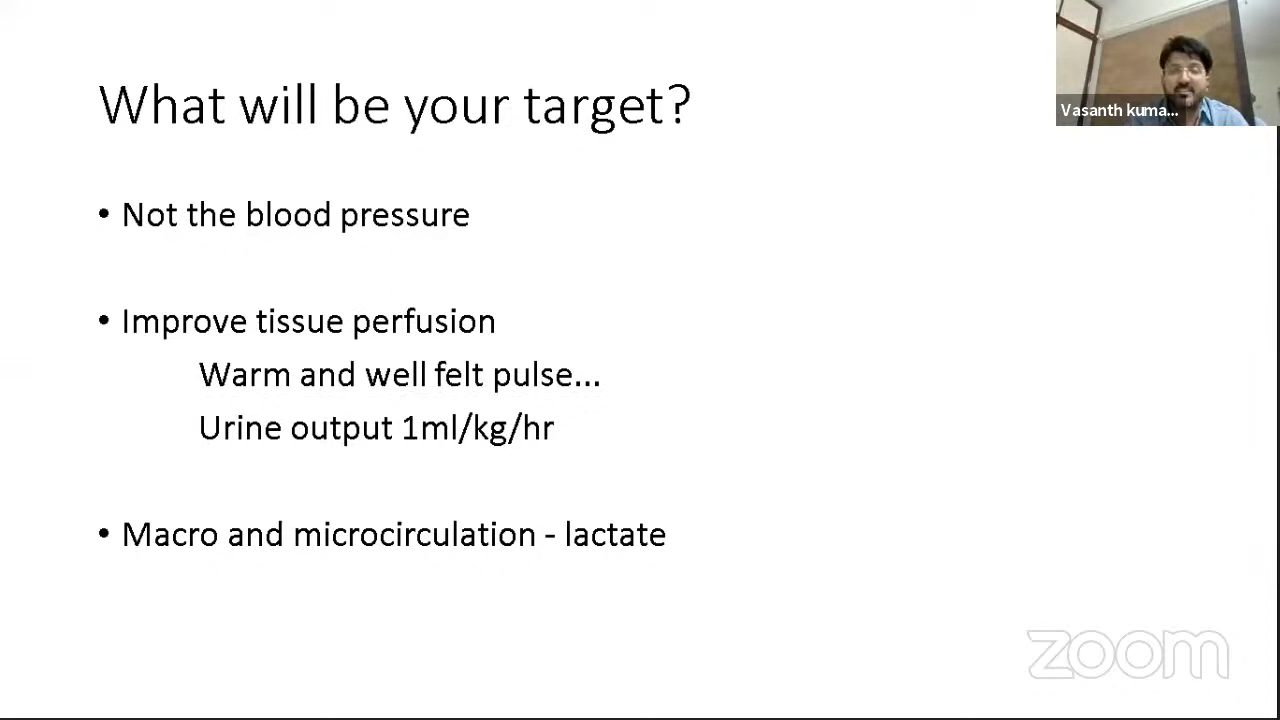 What will be your target?
Vasanth kuma...
• Not the blood pressure
• Improve tissue perfusion
Warm and well felt pulse...
Urine output 1ml/kg/hr
• Macro and microcirculation - lactate
zoom